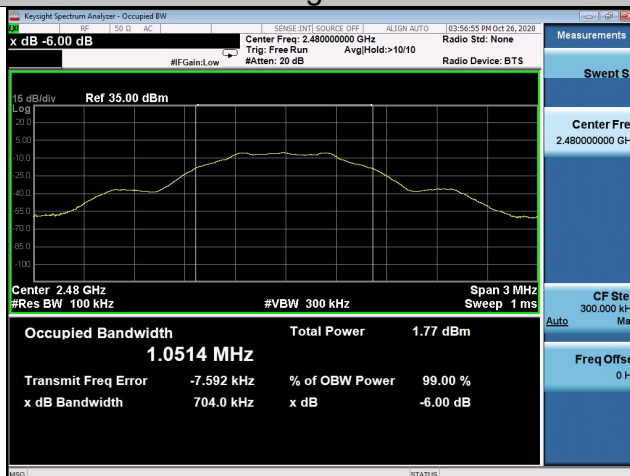 Keysight Spectrum Analyzer - Occupied BW
RF 50 Ω AC SENSE:INT SOURCE OFF ALIGN AUTO 03:56:55 PM Oct 26, 2020
x dB -6.00 dB
Center Freq: 2.480000000 GHz
Radio Std: None
Trig: Free Run Avg|Hold:>10/10
#IFGain:Low #Atten: 20 dB Radio Device: BTS
Measurements
Swept S
15 dB/div Ref 35.00 dBm
Log
20.0
5.00
-10.0
-25.0
-40.0
-55.0
-70.0
-85.0
-100
Center Fre
2.480000000 GH
Center 2.48 GHz Span 3 MHz
#Res BW 100 kHz #VBW 300 kHz Sweep 1 ms
CF Ste
300.000 kH
Auto Ma
Occupied Bandwidth Total Power 1.77 dBm
1.0514 MHz
Transmit Freq Error -7.592 kHz % of OBW Power 99.00 %
x dB Bandwidth 704.0 kHz x dB -6.00 dB
Freq Offse
0 H
MSG STATUS